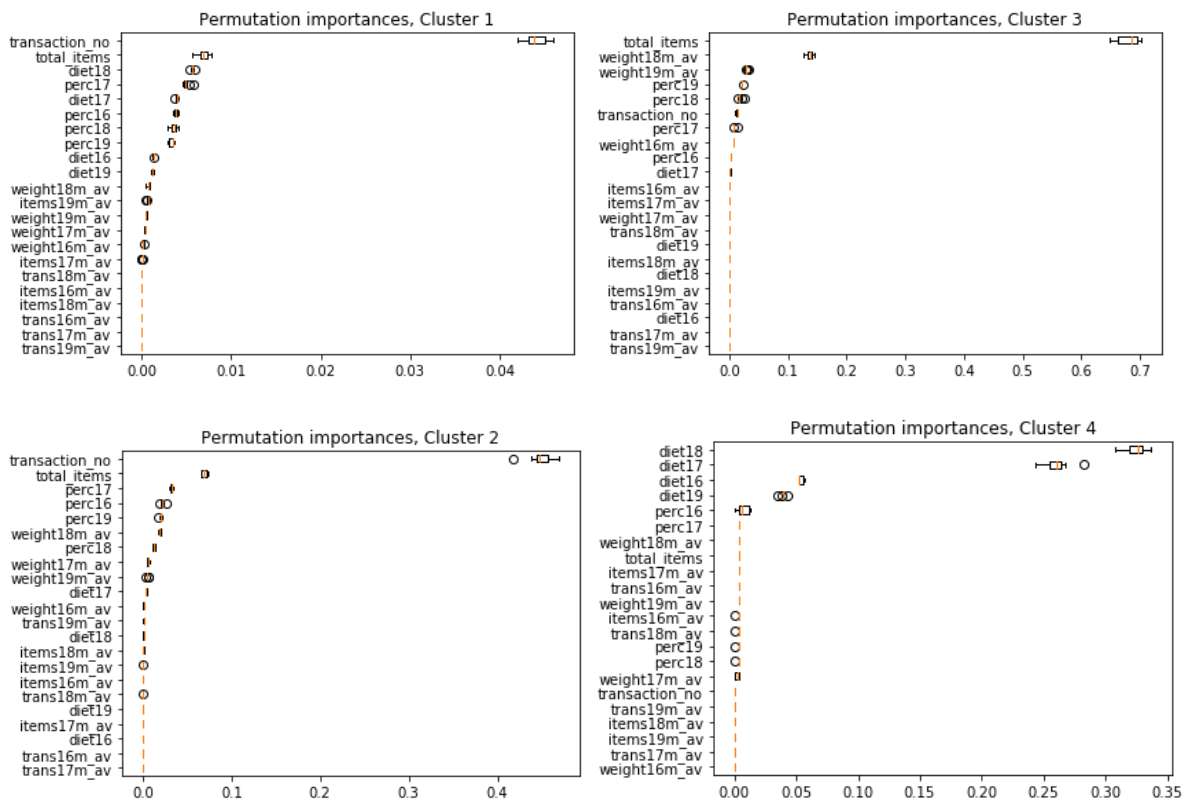 Permutation importances, Cluster 1
transaction_no
total_items
diet18
perc17
diet17
perc16
perc18
perc19
diet16
diet19
weight18m_av
items19m_av
weight19m_av
weight17m_av
weight16m_av
items17m_av
trans18m_av
items16m_av
items18m_av
trans16m_av
trans17m_av
trans19m_av
0.00 0.01 0.02 0.03 0.04
Permutation importances, Cluster 3
total_items
weight18m_av
weight19m_av
perc19
perc18
transaction_no
perc17
weight16m_av
perc16
diet17
items16m_av
items17m_av
weight17m_av
trans18m_av
diet19
items18m_av
diet18
items19m_av
trans16m_av
diet16
trans17m_av
trans19m_av
0.0 0.1 0.2 0.3 0.4 0.5 0.6 0.7
Permutation importances, Cluster 2
transaction_no
total_items
perc17
perc16
perc19
weight18m_av
perc18
weight17m_av
weight19m_av
diet17
weight16m_av
trans19m_av
diet18
items18m_av
items19m_av
items16m_av
trans18m_av
diet19
items17m_av
diet16
trans16m_av
trans17m_av
0.0 0.1 0.2 0.3 0.4
Permutation importances, Cluster 4
diet18
diet17
diet16
diet19
perc16
perc17
weight18m_av
total_items
items17m_av
trans16m_av
weight19m_av
items16m_av
trans18m_av
perc19
perc18
weight17m_av
transaction_no
trans19m_av
items18m_av
items19m_av
trans17m_av
weight16m_av
0.00 0.05 0.10 0.15 0.20 0.25 0.30 0.35